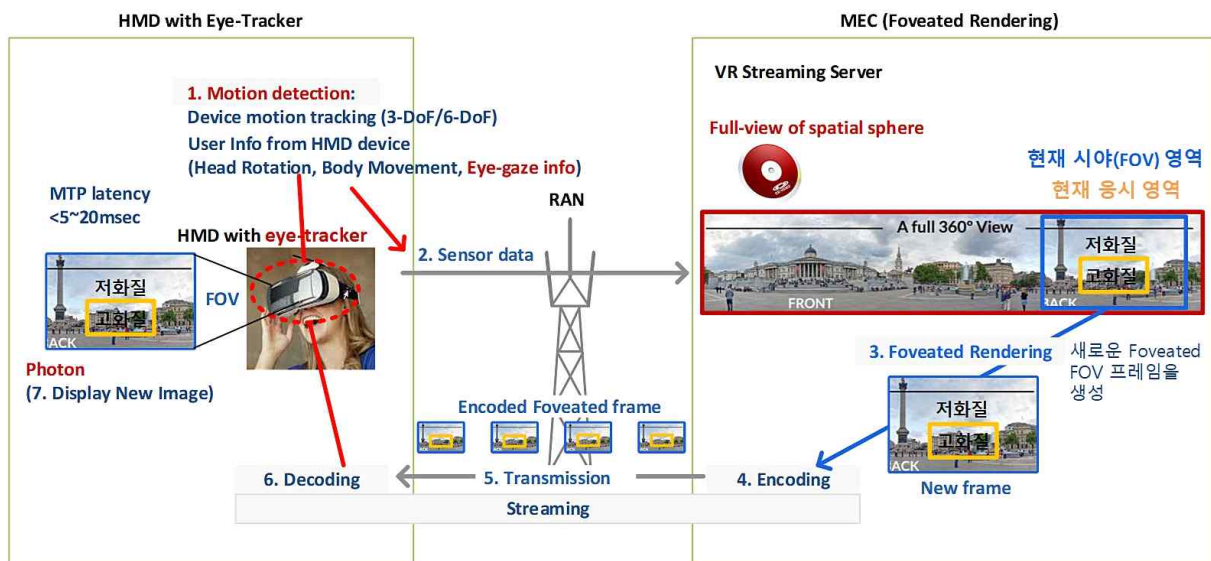 HMD with Eye-Tracker
MEC (Foveated Rendering)
1. Motion detection:
Device motion tracking (3-DoF/6-DoF)
User Info from HMD device
(Head Rotation, Body Movement, Eye-gaze info)
MTP latency
<5~20msec
HMD with eye-tracker
저화질
고화질
ACK
FOV
Photon
(7. Display New Image)
RAN
2. Sensor data
VR Streaming Server
Full-view of spatial sphere
현재 시야(FOV) 영역
현재 응시 영역
A full 360° View
저화질
고화질
FRONT
BACK
3. Foveated Rendering
새로운 Foveated
FOV 프레임을
생성
저화질
고화질
ACK
New frame
Encoded Foveated frame
6. Decoding
5. Transmission
4. Encoding
Streaming